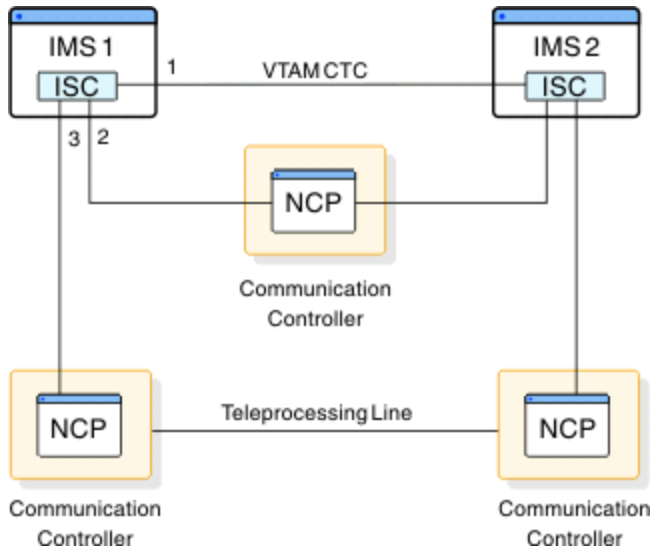 IMS 1
IMS 2
1
VTAM CTC
ISC
ISC
3
2
NCP
Communication
Controller
Teleprocessing Line
NCP
NCP
Communication
Controller
Communication
Controller